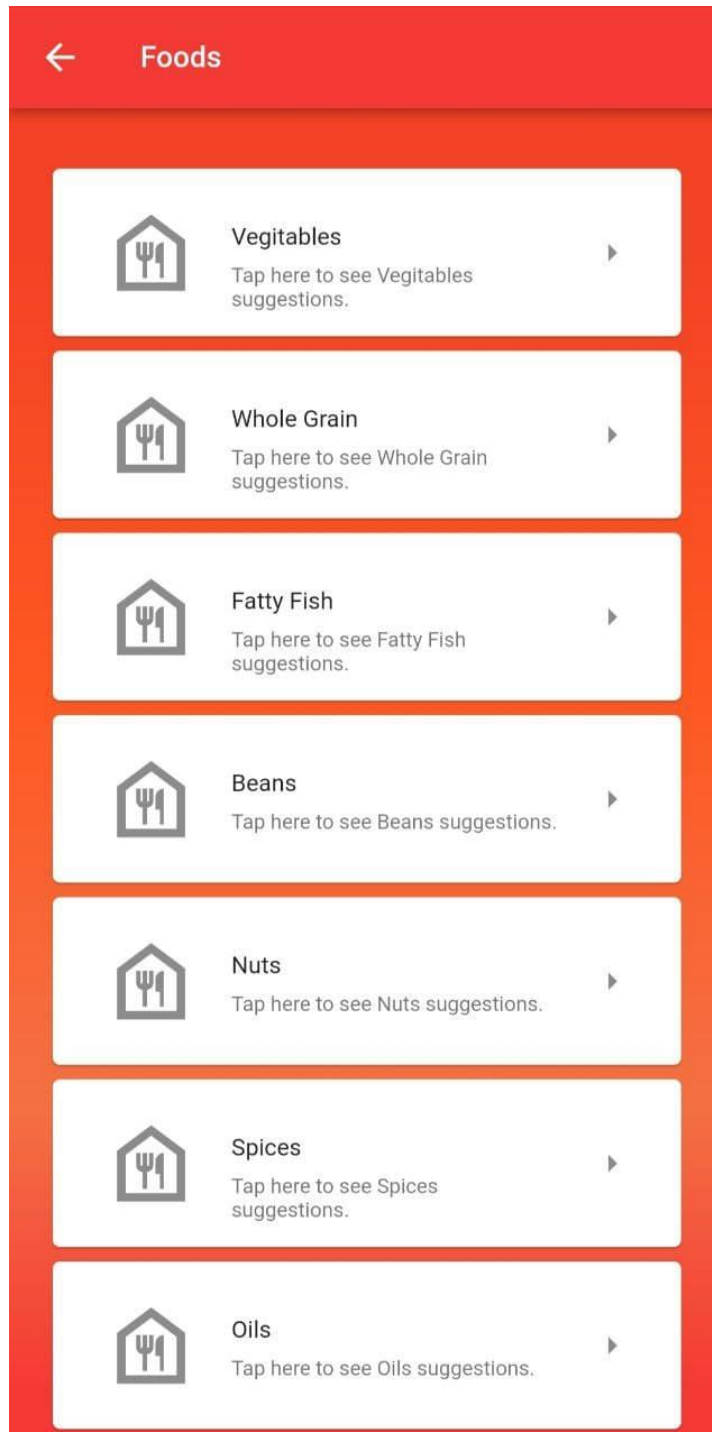 Foods
Vegitables
Tap here to see Vegitables
suggestions.
Whole Grain
Tap here to see Whole Grain
suggestions.
Fatty Fish
Tap here to see Fatty Fish
suggestions.
Beans
Tap here to see Beans suggestions.
Nuts
Tap here to see Nuts suggestions.
Spices
Tap here to see Spices
suggestions.
Oils
Tap here to see Oils suggestions.